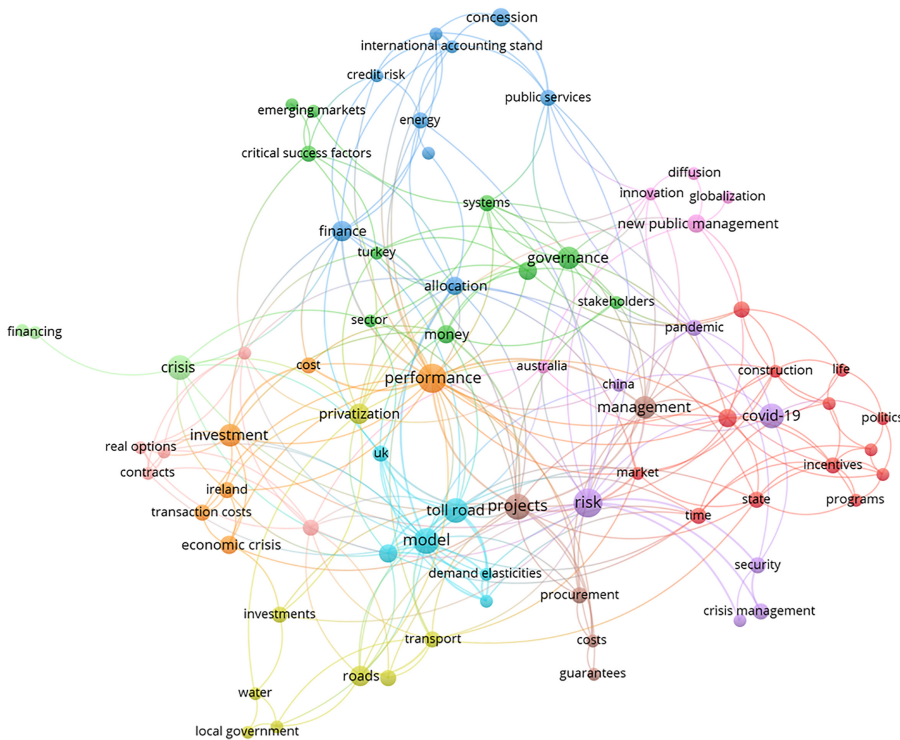 concession
international accounting stand
credit risk
public services
emerging markets
energy
critical success factors
diffusion
innovation
globalization
systems
new public management
finance
turkey
governance
allocation
stakeholders
financing
sector
pandemic
money
crisis
cost
australia
construction
life
performance
china
management
covid-19
privatization
politics
investment
real options
uk
contracts
market
incentives
ireland
transaction costs
toll road
projects
risk
state
programs
time
economic crisis
model
demand elasticities
security
procurement
investments
crisis management
transport
costs
roads
guarantees
water
local government